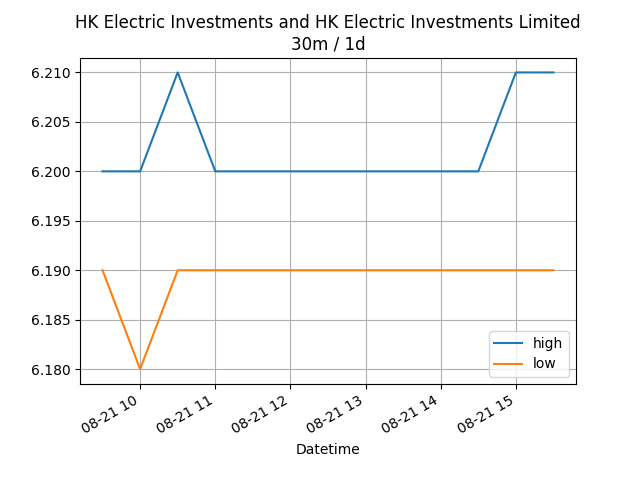 HK Electric Investments and HK Electric Investments Limited
30m / 1d
6.210
6.205
6.200
6.195
6.190
6.185
6.180
high
low
08-21 10
08-21 11
08-21 12
08-21 13
08-21 14
08-21 15
Datetime